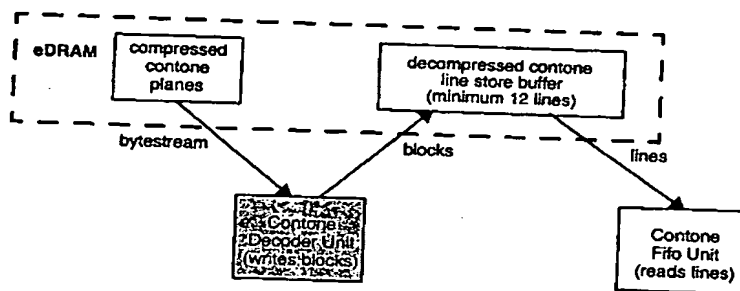 eDRAM
compressed
contone
planes
decompressed contone
line store buffer
(minimum 12 lines)
bytestream
blocks
lines
Contone
Decoder Unit
(writes blocks)
Contone
Fifo Unit
(reads lines)